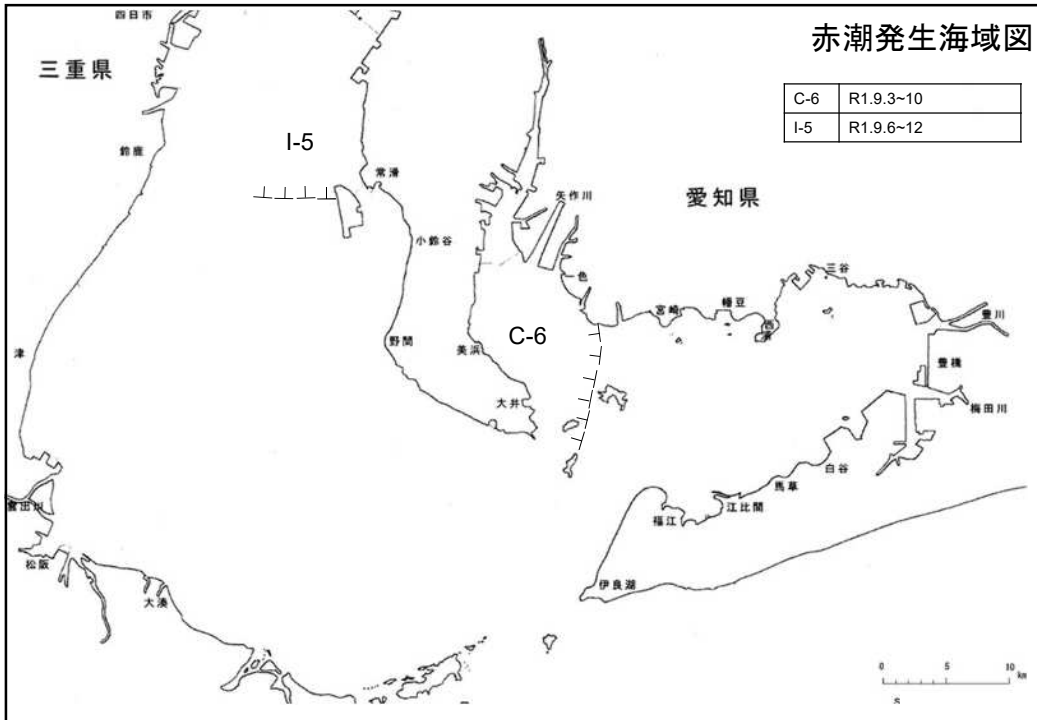 赤潮発生海域図
C-6 R1.9.3~10
I-5 R1.9.6~12
四日市
三重県
鈴鹿
I-5
常滑
矢作川
愛知県
小鈴谷
一色
三谷
宮崎
幡豆
西浦
豊川
津
野間
美浜
C-6
豊橋
大井
梅田川
白谷
馬草
江比間
福江
雲出川
松阪
伊良湖
大湊
0 5 10
km
S